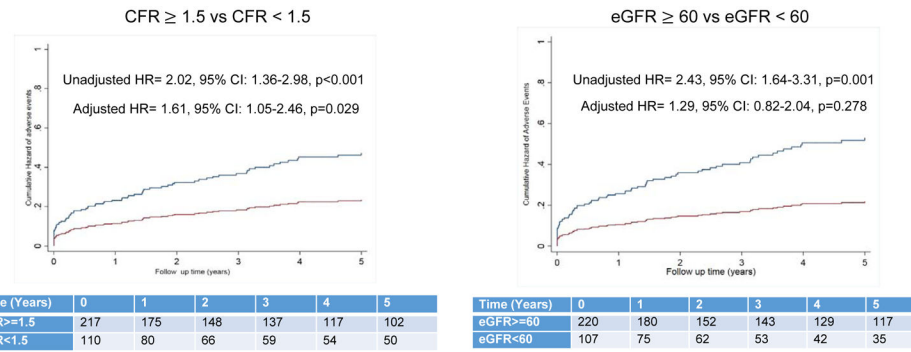 CFR ≥ 1.5 vs CFR < 1.5
Cumulative Hazard of adverse events
1
.8
.6
.4
.2
0
Unadjusted HR= 2.02, 95% CI: 1.36-2.98, p<0.001
Adjusted HR= 1.61, 95% CI: 1.05-2.46, p=0.029
0 1 2 3 4 5
Follow up time (years)
e (Years) 0 1 2 3 4 5
R>=1.5 217 175 148 137 117 102
R<1.5 110 80 66 59 54 50
eGFR ≥ 60 vs eGFR < 60
Cumulative Hazard of Adverse Events
1
.8
.6
.4
.2
0
Unadjusted HR= 2.43, 95% CI: 1.64-3.31, p=0.001
Adjusted HR= 1.29, 95% CI: 0.82-2.04, p=0.278
0 1 2 3 4 5
Follow up time (years)
Time (Years) 0 1 2 3 4 5
eGFR>=60 220 180 152 143 129 117
eGFR<60 107 75 62 53 42 35